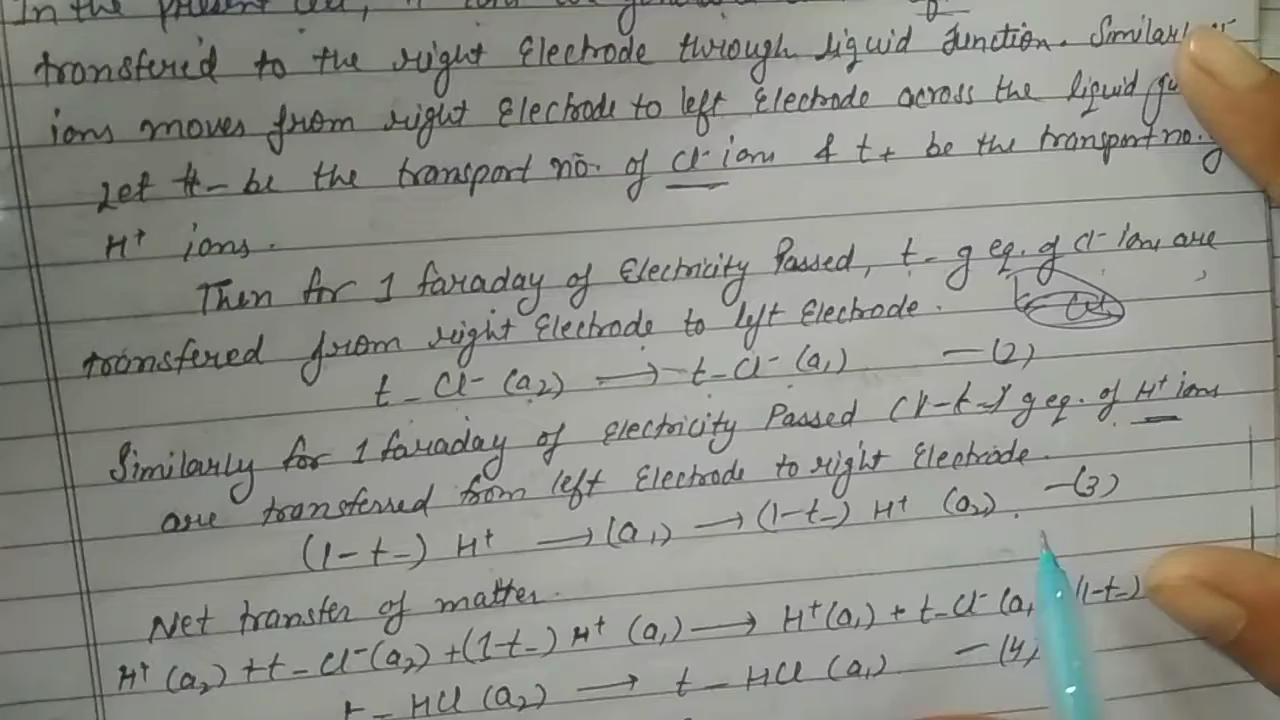 In the present cell, H
transfered to the right Electrode through liquid Junction. Similarly
ions moves from right Electrode to left Electrode across the liquid
Let t- be the transport no. of Cl- ions & t+ be the transport no.
H+ ions.
Then for 1 faraday of Electricity Passed, t- g eq. of Cl- ions are
transfered from right Electrode to left Electrode.
t- Cl- (a2) → t- Cl- (a1) -(2)
Similarly for 1 faraday of Electricity Passed (1-t-) g eq. of H+ ions
are transferred from left Electrode to right Electrode.
(1-t-) H+ → (a1) → (1-t-) H+ (a2). -(3)
Net transfer of matter.
H+ (a2) + t- Cl- (a2) + (1-t-) H+ (a1) → H+(a1) + t- Cl- (a1 (1-t-)
t- HCl (a2) → t- HCl (a1) -(4)